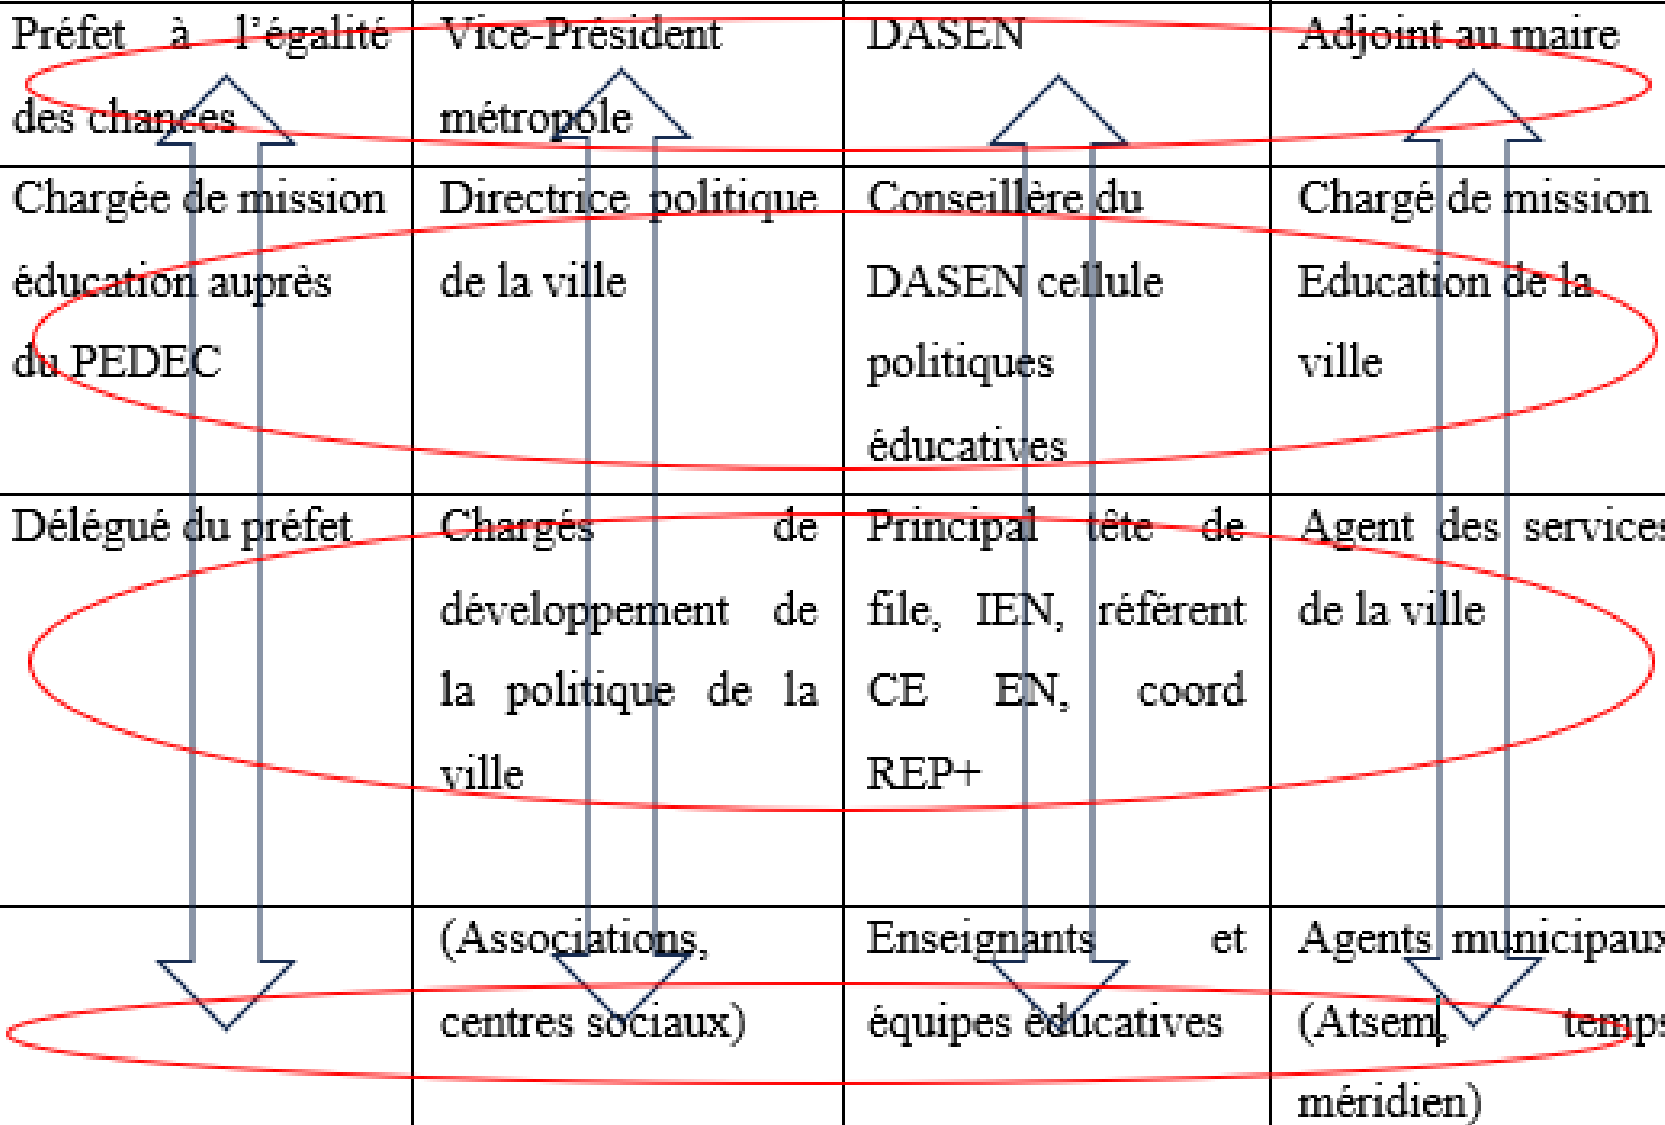 Préfet à l'égalité
des chances
Vice-Président
métropole
DASEN
Adjoint au maire
Chargée de mission
éducation auprès
du PEDEC
Directrice politique
de la ville
Conseillère du
DASEN cellule
politiques
éducatives
Chargé de mission
Education de la
ville
Délégué du préfet
Chargés de
développement de
la politique de la
ville
Principal tête de
file, IEN, référent
CE EN, coord
REP+
Agent des services
de la ville
(Associations,
centres sociaux)
Enseignants et
équipes éducatives
Agents municipaux
(Atsem, temps
méridien)